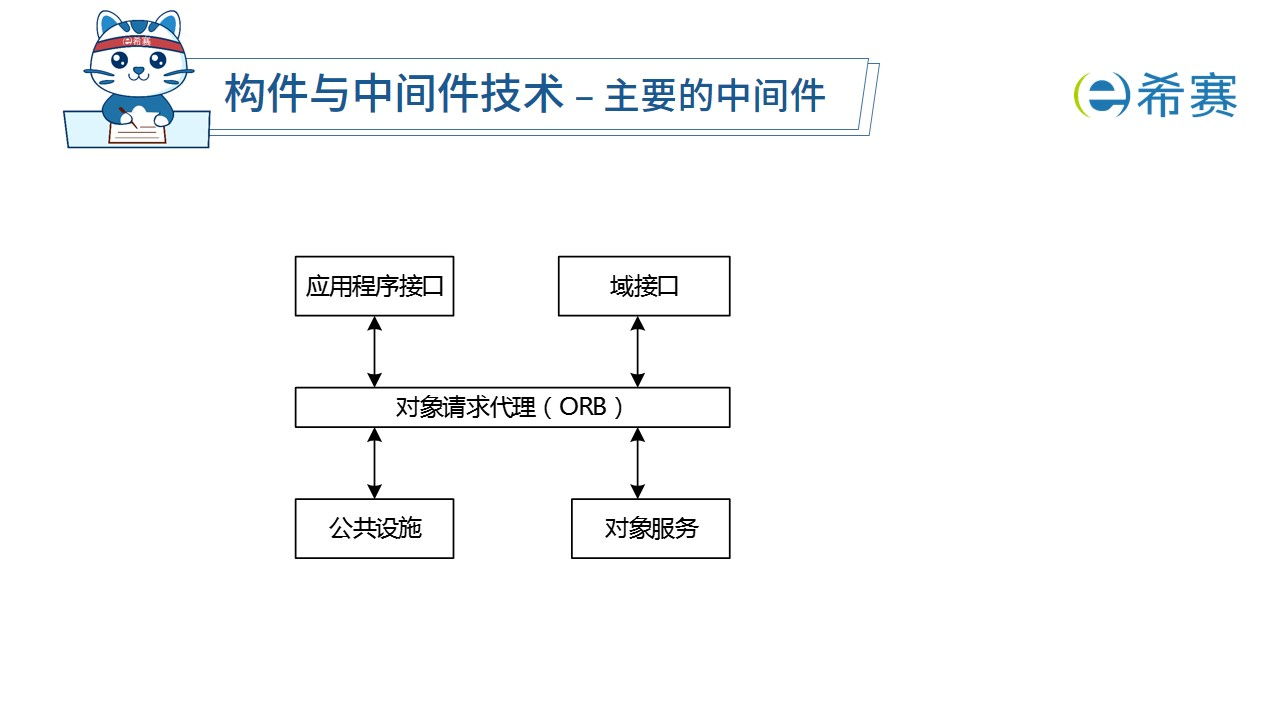 希赛
构件与中间件技术 – 主要的中间件
希赛
应用程序接口
域接口
对象请求代理（ORB）
公共设施
对象服务